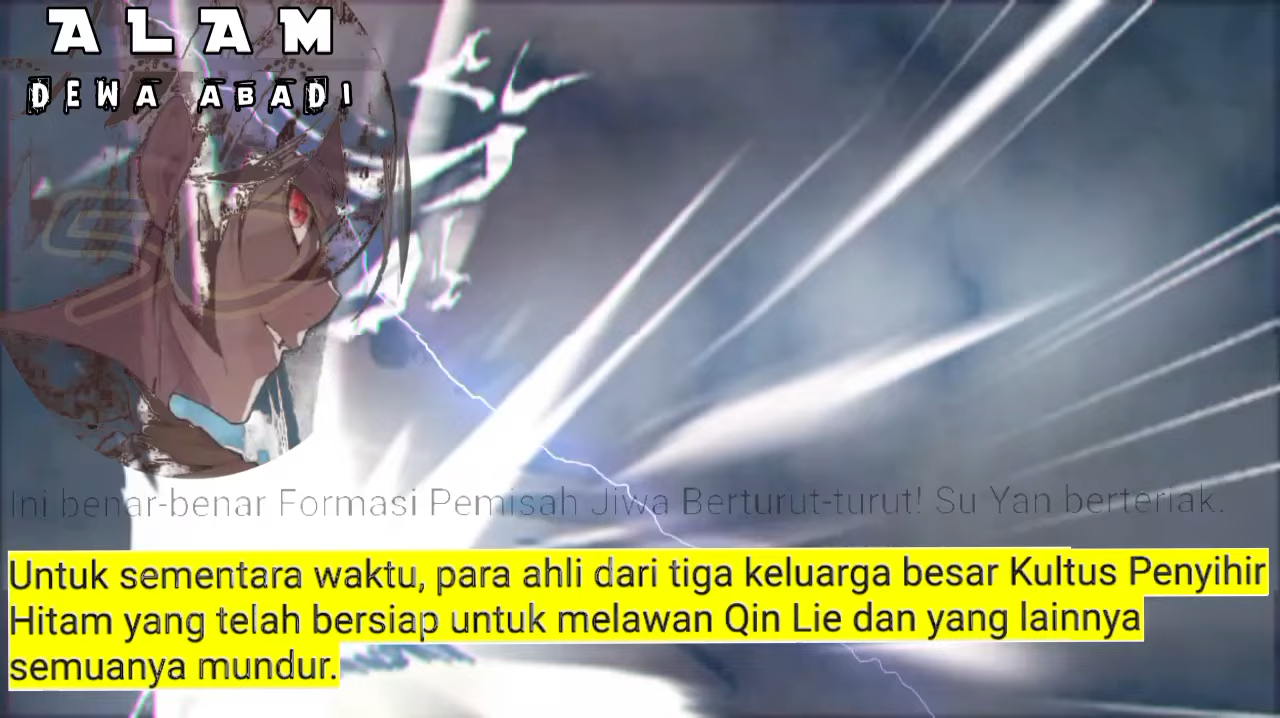 ALAM
DEWA ABADI
Ini benar-benar Formasi Pemisah Jiwa Berturut-turut! Su Yan berteriak.
Untuk sementara waktu, para ahli dari tiga keluarga besar Kultus Penyihir
Hitam yang telah bersiap untuk melawan Qin Lie dan yang lainnya
semuanya mundur.